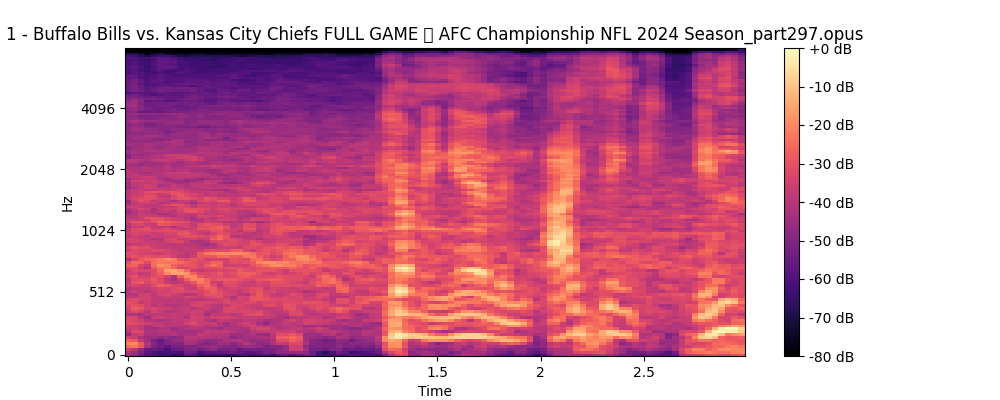 1 - Buffalo Bills vs. Kansas City Chiefs FULL GAME ▯ AFC Championship NFL 2024 Season_part297.opus
+0 dB
-10 dB
-20 dB
-30 dB
-40 dB
-50 dB
-60 dB
-70 dB
-80 dB
4096
2048
1024
512
0
Hz
0
0.5
1
1.5
2
2.5
Time